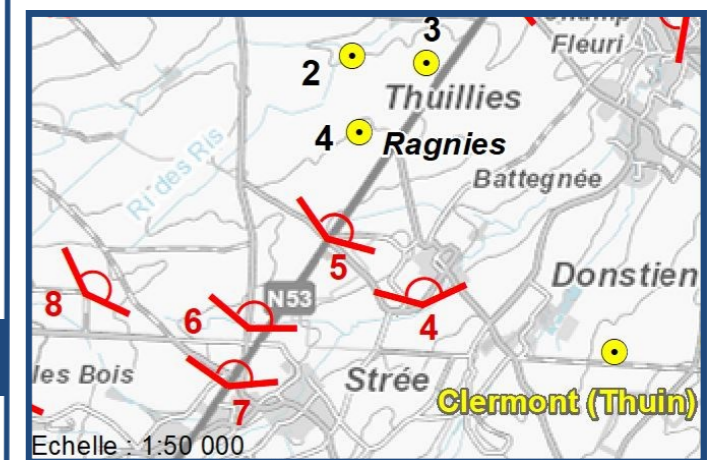 Champ
Fleuri
3
2
Thuillies
4
Ragnies
Battegnée
Ri des Ris
5
Donstien
8
N53
6
4
les Bois
Strée
7
Clermont (Thuin)
Echelle : 1:50 000